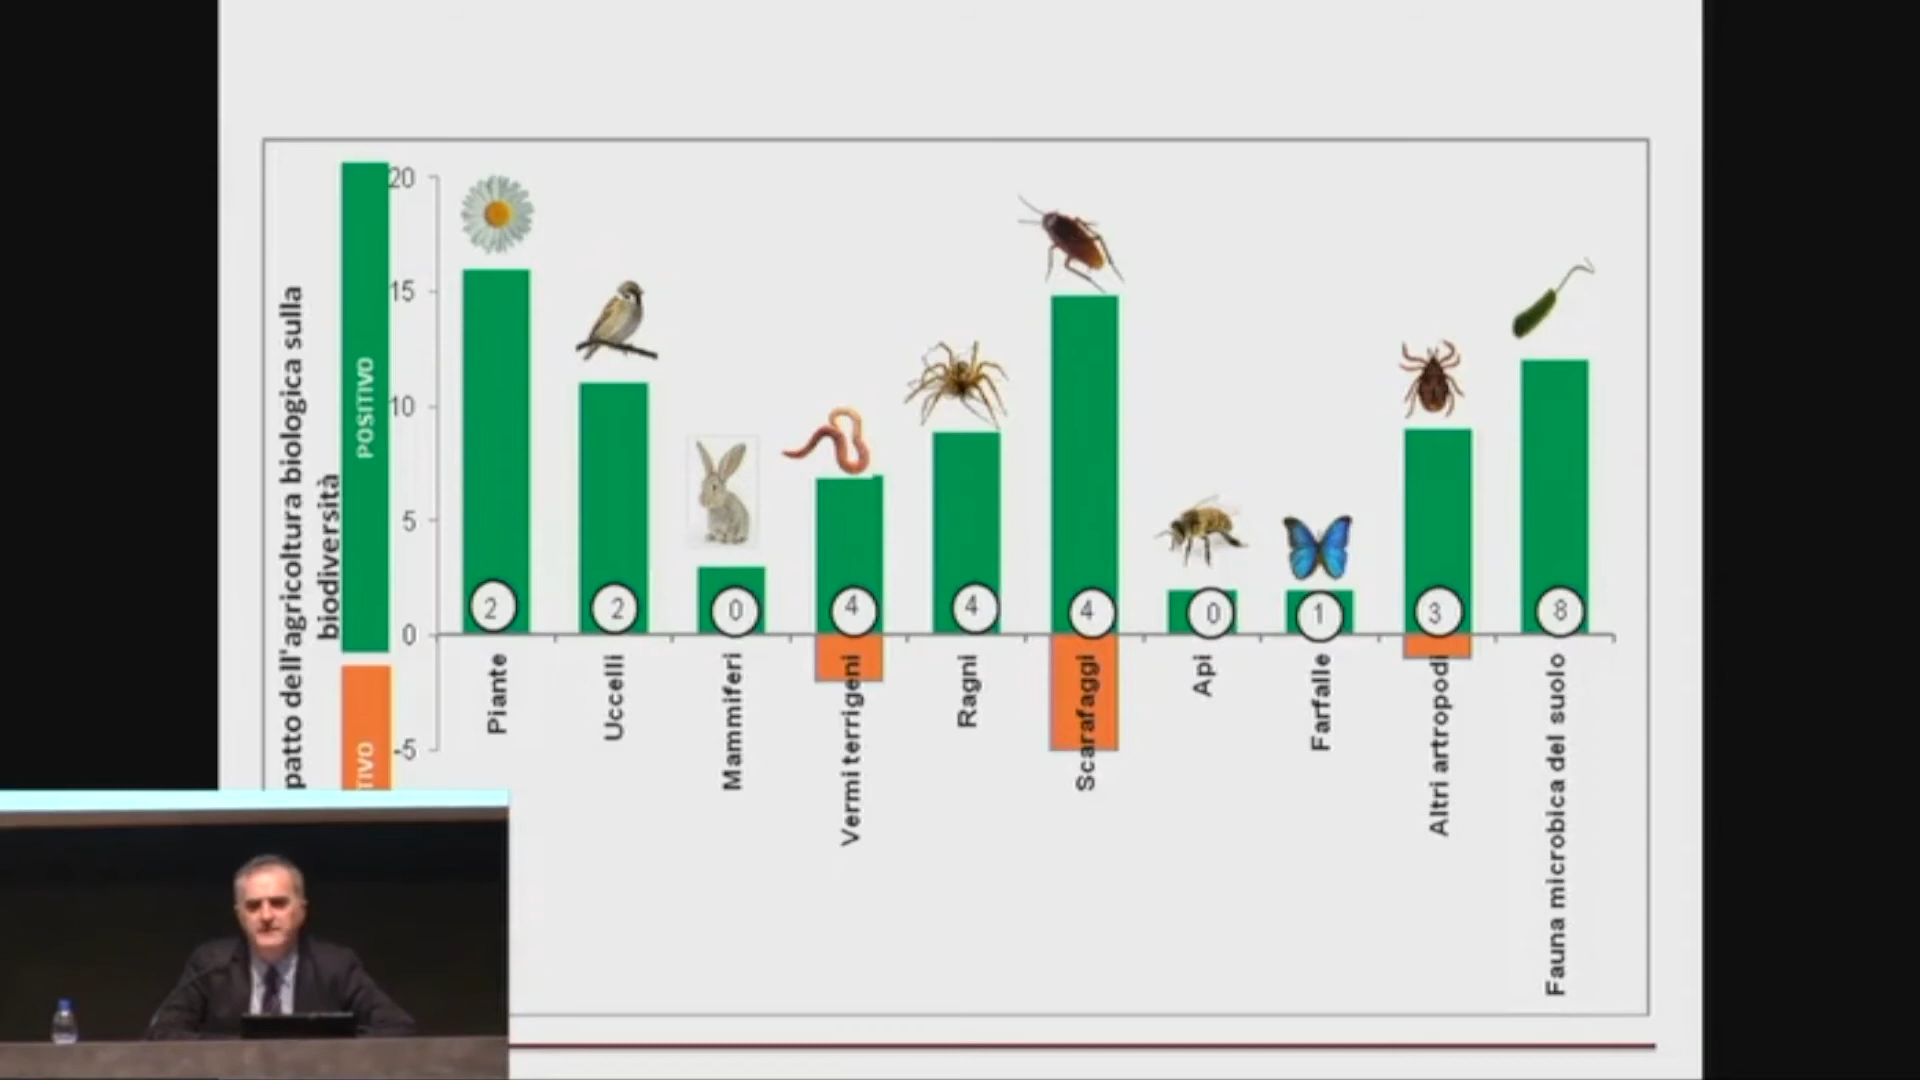 patto dell'agricoltura biologica sulla
biodiversità
POSITIVO
TIVO
20
15
10
5
0
-5
2
2
0
4
4
4
0
1
3
8
Piante
Uccelli
Mammiferi
Vermi terrigeni
Ragni
Scarafaggi
Api
Farfalle
Altri artropodi
Fauna microbica del suolo